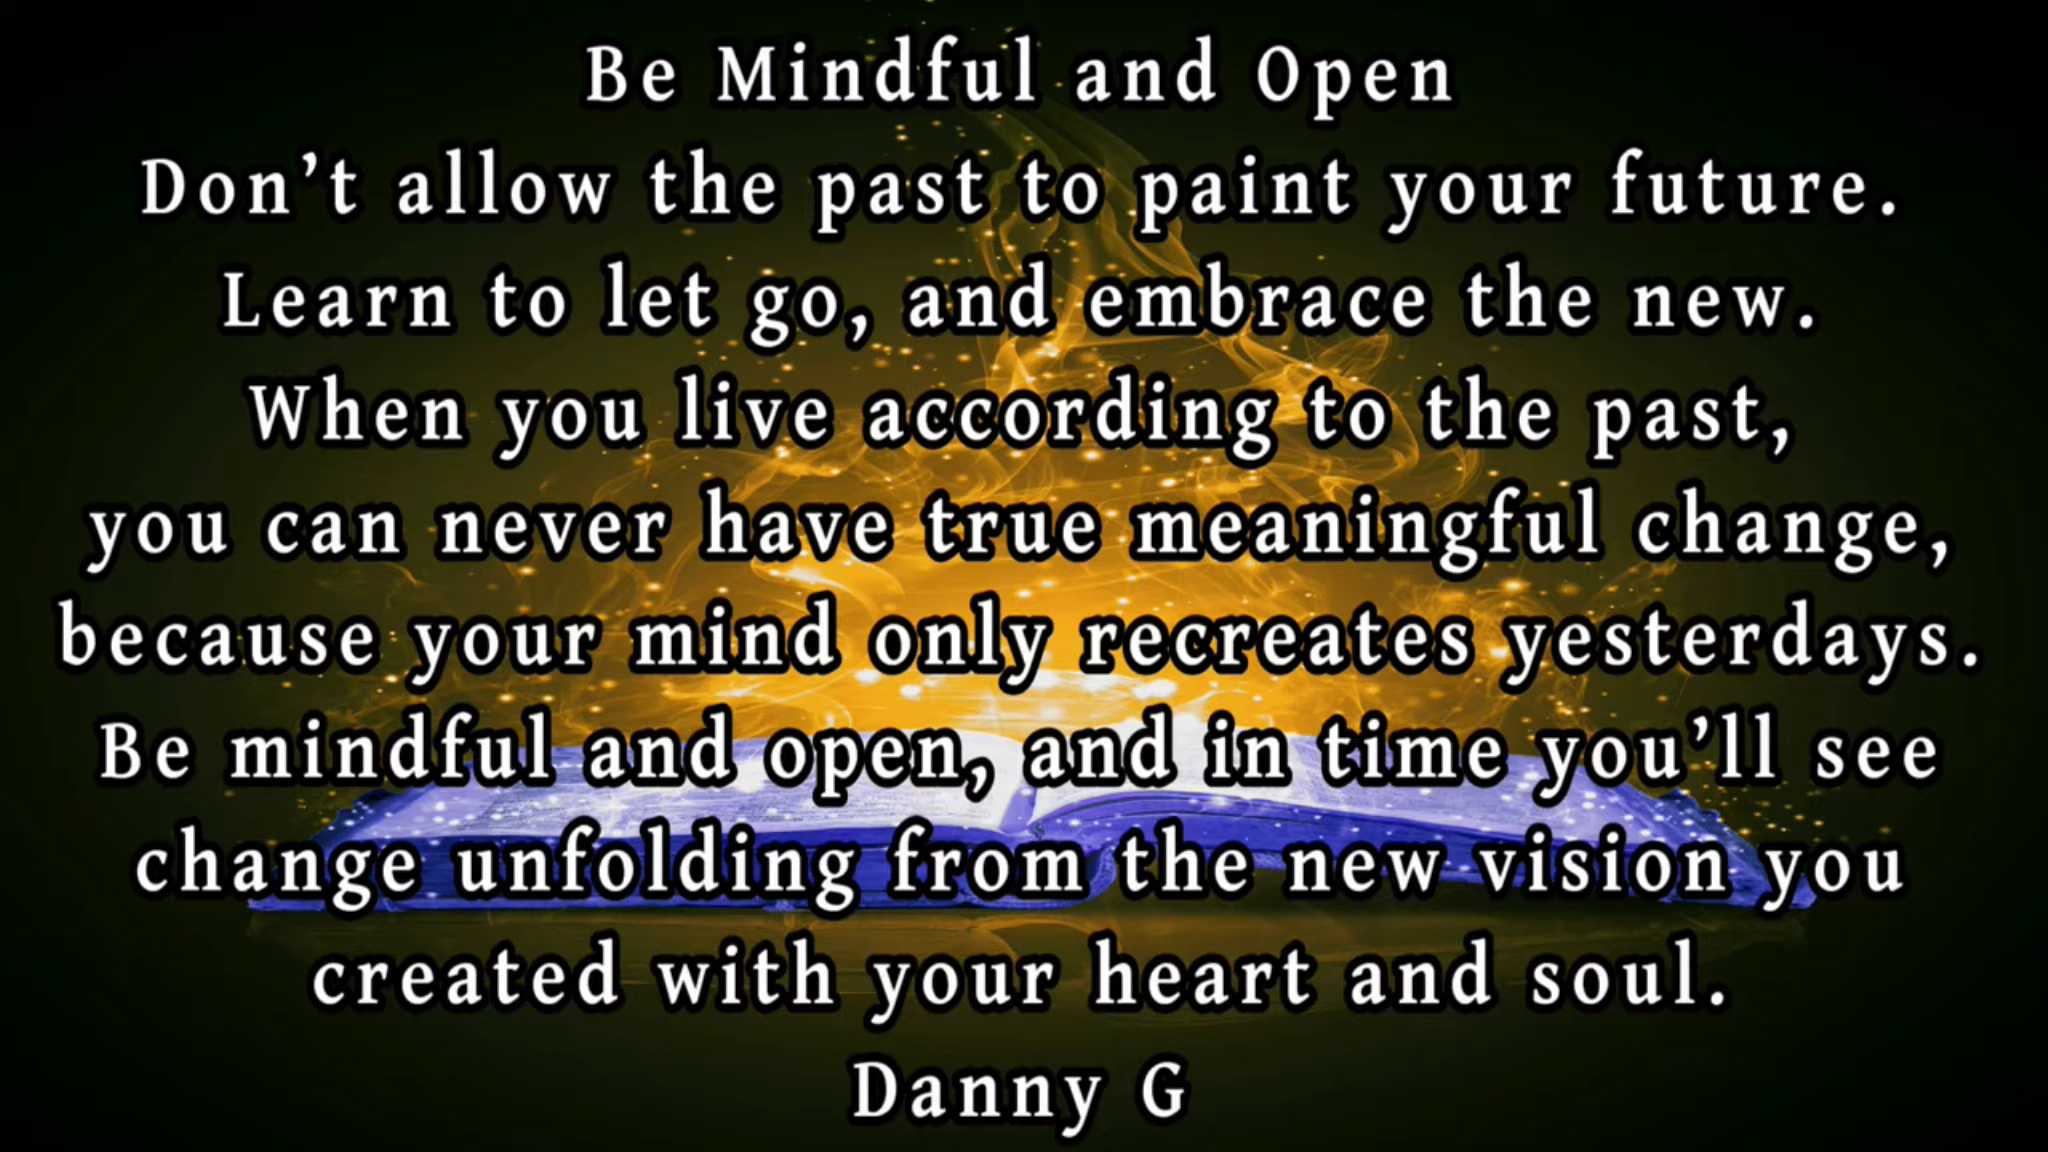 Be Mindful and Open
Don’t allow the past to paint your future.
Learn to let go, and embrace the new.
When you live according to the past,
you can never have true meaningful change,
because your mind only recreates yesterdays.
Be mindful and open, and in time you’ll see
change unfolding from the new vision you
created with your heart and soul.
Danny G